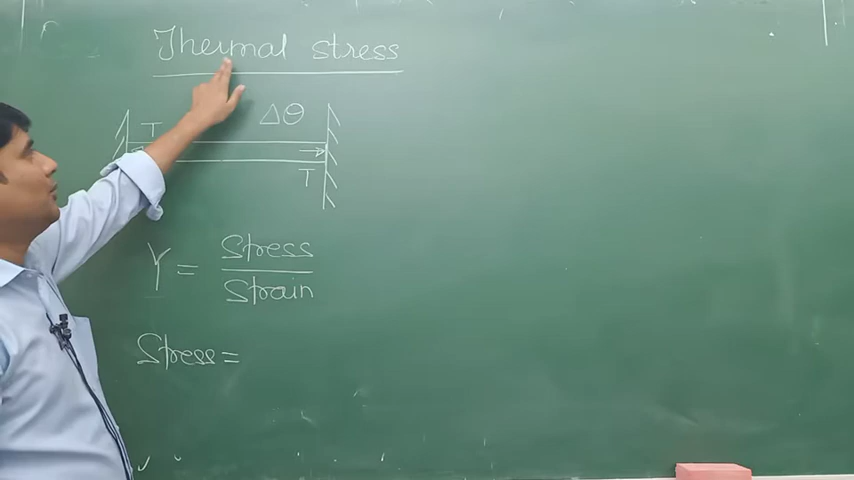 Thermal stress
T Δθ
T
Y = Stress
Strain
Stress =